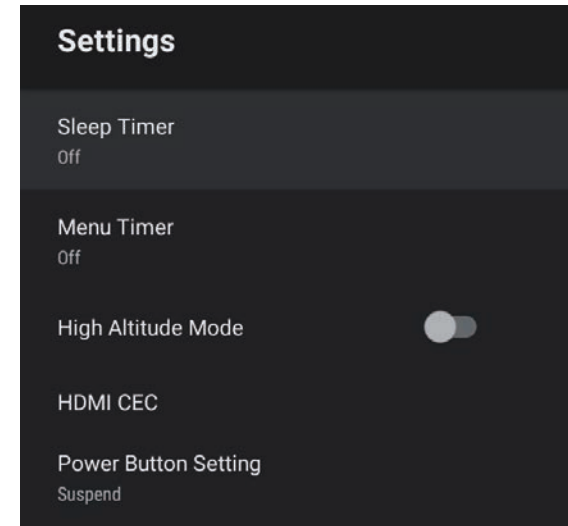 Settings
Sleep Timer
Off
Menu Timer
Off
High Altitude Mode
HDMI CEC
Power Button Setting
Suspend